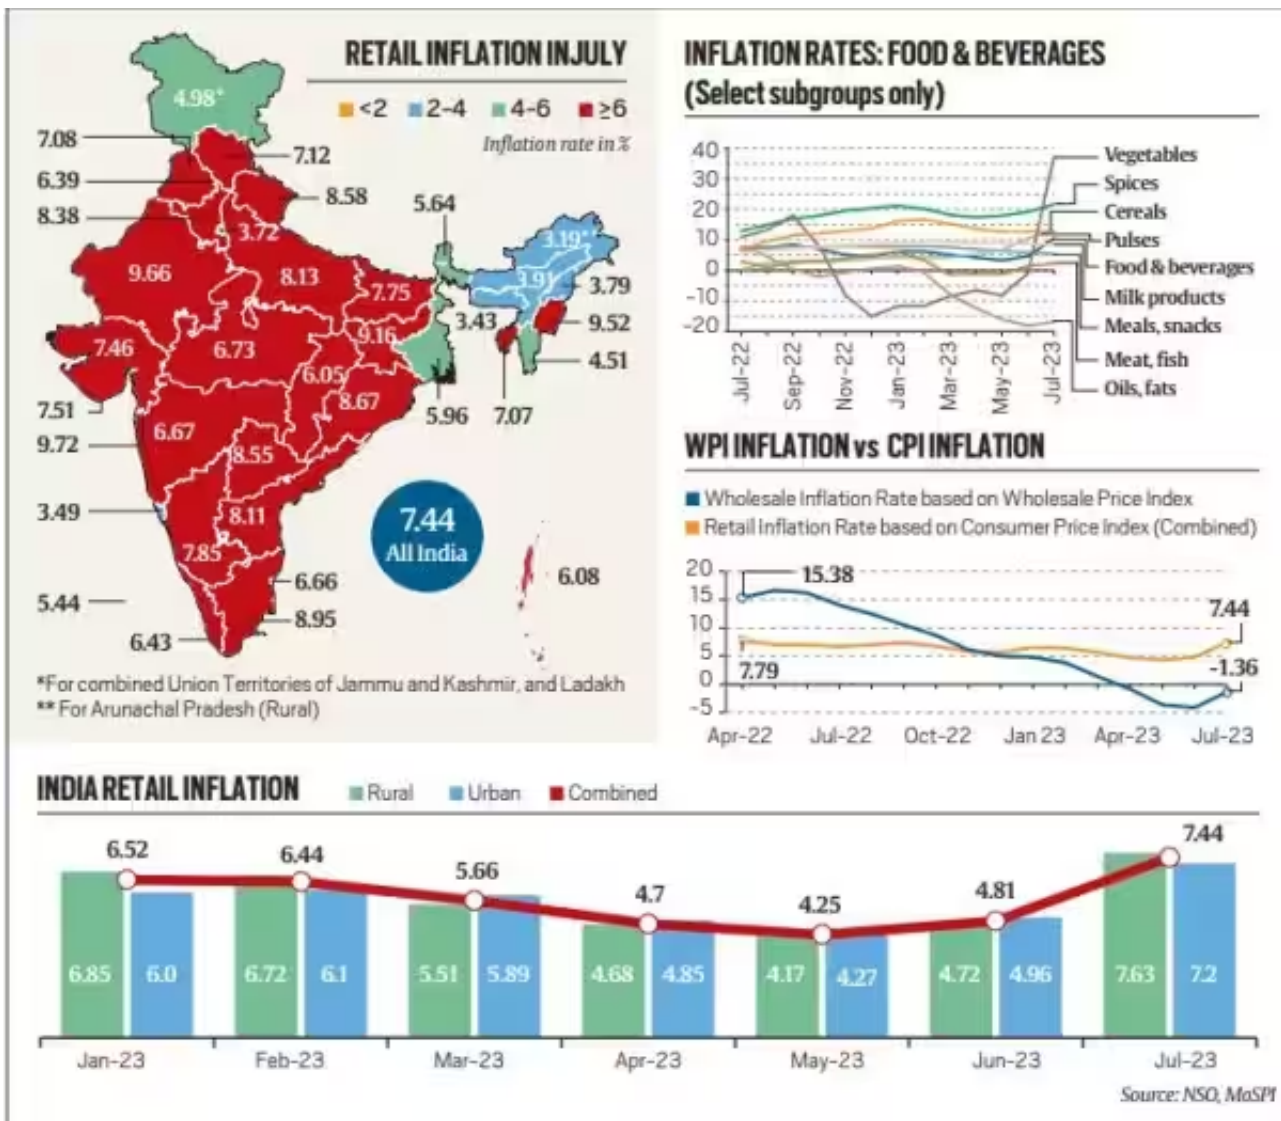 RETAIL INFLATION IN JULY
<2 2-4 4-6 ≥6
Inflation rate in %
4.98*
7.08
7.12
6.39
8.58
8.38
3.72
5.64
3.19**
9.66
8.13
7.75
3.91
3.79
3.43
9.52
9.16
7.46
6.73
4.51
6.05
8.67
7.51
5.96
7.07
6.67
9.72
8.55
3.49
8.11
7.44
All India
7.85
6.66
6.08
5.44
8.95
6.43
*For combined Union Territories of Jammu and Kashmir, and Ladakh
** For Arunachal Pradesh (Rural)
INFLATION RATES: FOOD & BEVERAGES
(Select subgroups only)
40
30
20
10
0
-10
-20
Vegetables
Spices
Cereals
Pulses
Food & beverages
Milk products
Meals, snacks
Meat, fish
Oils, fats
Jul-22 Sep-22 Nov-22 Jan-23 Mar-23 May-23 Jul-23
WPI INFLATION vs CPI INFLATION
Wholesale Inflation Rate based on Wholesale Price Index
Retail Inflation Rate based on Consumer Price Index (Combined)
20
15
10
5
0
-5
15.38
7.44
7.79
-1.36
Apr-22 Jul-22 Oct-22 Jan 23 Apr-23 Jul-23
INDIA RETAIL INFLATION Rural Urban Combined
6.52 6.44 5.66 4.7 4.25 4.81 7.44
6.85 6.0 6.72 6.1 5.51 5.89 4.68 4.85 4.17 4.27 4.72 4.96 7.63 7.2
Jan-23 Feb-23 Mar-23 Apr-23 May-23 Jun-23 Jul-23
Source: NSO, MoSPI